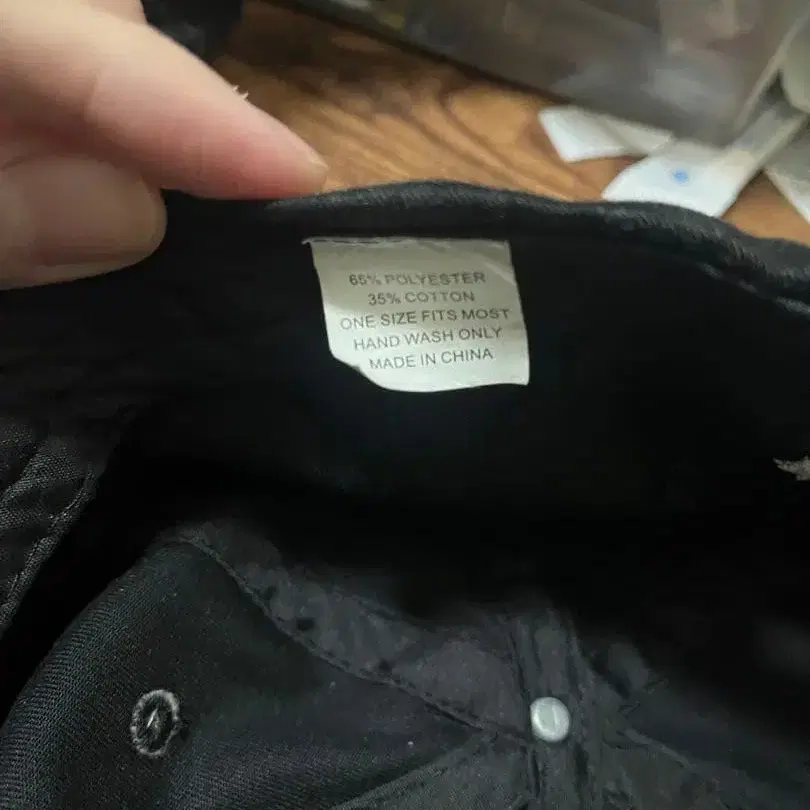 65% POLYESTER
35% COTTON
ONE SIZE FITS MOST
HAND WASH ONLY
MADE IN CHINA